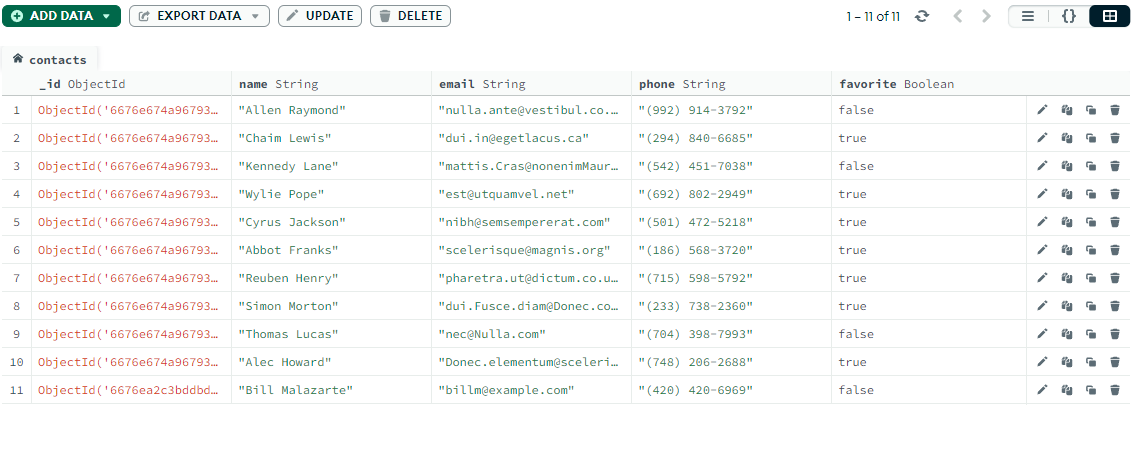 ADD DATA EXPORT DATA UPDATE DELETE 1 – 11 of 11 {}
contacts
_id ObjectId name String email String phone String favorite Boolean
1 ObjectId('6676e674a96793… "Allen Raymond" "nulla.ante@vestibul.co.… "(992) 914-3792" false
2 ObjectId('6676e674a96793… "Chaim Lewis" "dui.in@egetlacus.ca" "(294) 840-6685" true
3 ObjectId('6676e674a96793… "Kennedy Lane" "mattis.Cras@nonenimMaur… "(542) 451-7038" false
4 ObjectId('6676e674a96793… "Wylie Pope" "est@utquamvel.net" "(692) 802-2949" true
5 ObjectId('6676e674a96793… "Cyrus Jackson" "nibh@semsempererat.com" "(501) 472-5218" true
6 ObjectId('6676e674a96793… "Abbot Franks" "scelerisque@magnis.org" "(186) 568-3720" true
7 ObjectId('6676e674a96793… "Reuben Henry" "pharetra.ut@dictum.co.u… "(715) 598-5792" true
8 ObjectId('6676e674a96793… "Simon Morton" "dui.Fusce.diam@Donec.co… "(233) 738-2360" true
9 ObjectId('6676e674a96793… "Thomas Lucas" "nec@Nulla.com" "(704) 398-7993" false
10 ObjectId('6676e674a96793… "Alec Howard" "Donec.elementum@sceleri… "(748) 206-2688" true
11 ObjectId('6676ea2c3bddbd… "Bill Malazarte" "billm@example.com" "(420) 420-6969" false